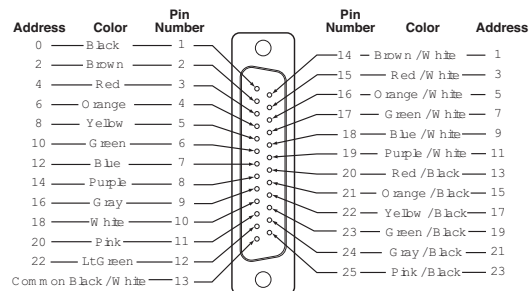 Address Color Pin Number
0 Black 1
2 Brown 2
4 Red 3
6 Orange 4
8 Yellow 5
10 Green 6
12 Blue 7
14 Purple 8
16 Gray 9
18 White 10
20 Pink 11
22 LtGreen 12
Common Black/White 13
Pin Number Color Address
14 Brown/White 1
15 Red/White 3
16 Orange/White 5
17 Green/White 7
18 Blue/White 9
19 Purple/White 11
20 Red/Black 13
21 Orange/Black 15
22 Yellow/Black 17
23 Green/Black 19
24 Gray/Black 21
25 Pink/Black 23